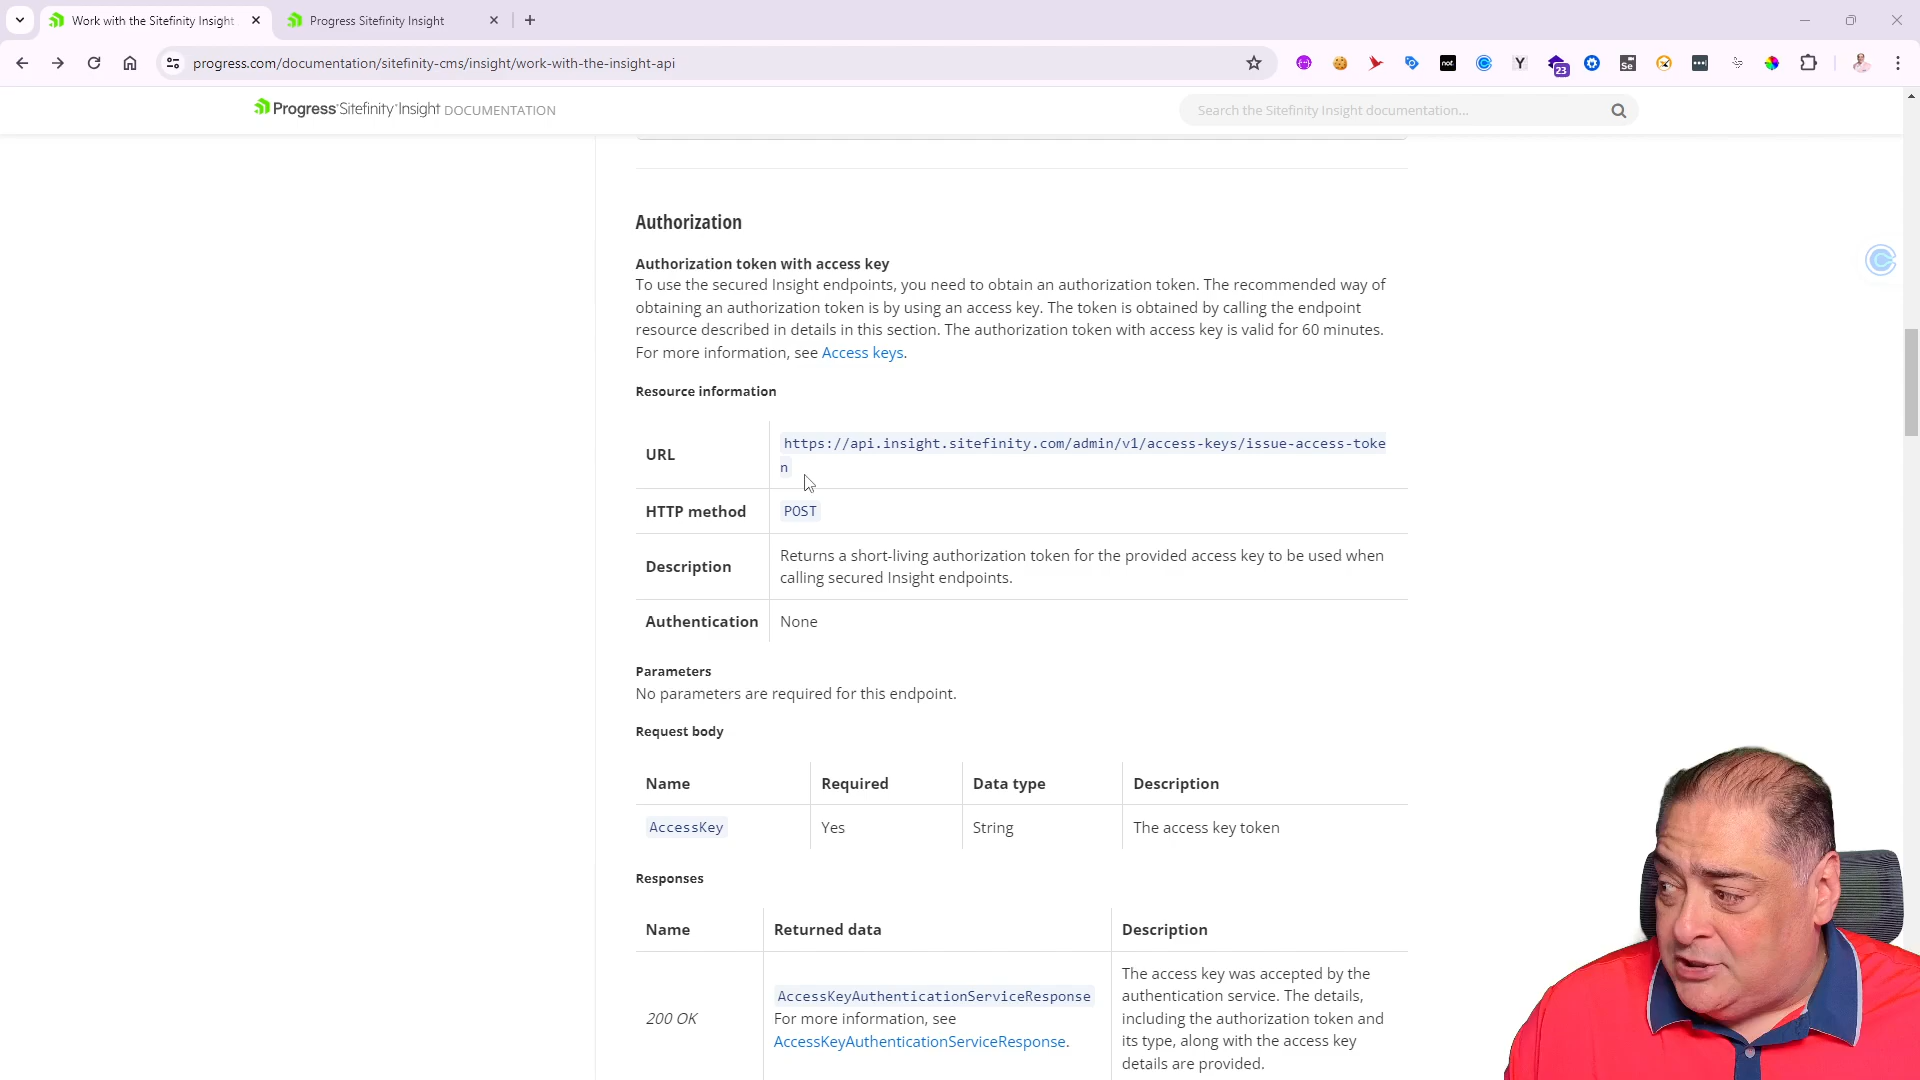 Work with the Sitefinity Insight
Progress Sitefinity Insight
progress.com/documentation/sitefinity-cms/insight/work-with-the-insight-api
not
Y
23
Se
Progress Sitefinity Insight DOCUMENTATION
Search the Sitefinity Insight documentation...
Authorization
Authorization token with access key
To use the secured Insight endpoints, you need to obtain an authorization token. The recommended way of
obtaining an authorization token is by using an access key. The token is obtained by calling the endpoint
resource described in details in this section. The authorization token with access key is valid for 60 minutes.
For more information, see Access keys.
Resource information
URL
https://api.insight.sitefinity.com/admin/v1/access-keys/issue-access-toke
n
HTTP method
POST
Description
Returns a short-living authorization token for the provided access key to be used when
calling secured Insight endpoints.
Authentication
None
Parameters
No parameters are required for this endpoint.
Request body
Name Required Data type Description
AccessKey Yes String The access key token
Responses
Name Returned data Description
200 OK
AccessKeyAuthenticationServiceResponse
For more information, see
AccessKeyAuthenticationServiceResponse.
The access key was accepted by the
authentication service. The details,
including the authorization token and
its type, along with the access key
details are provided.